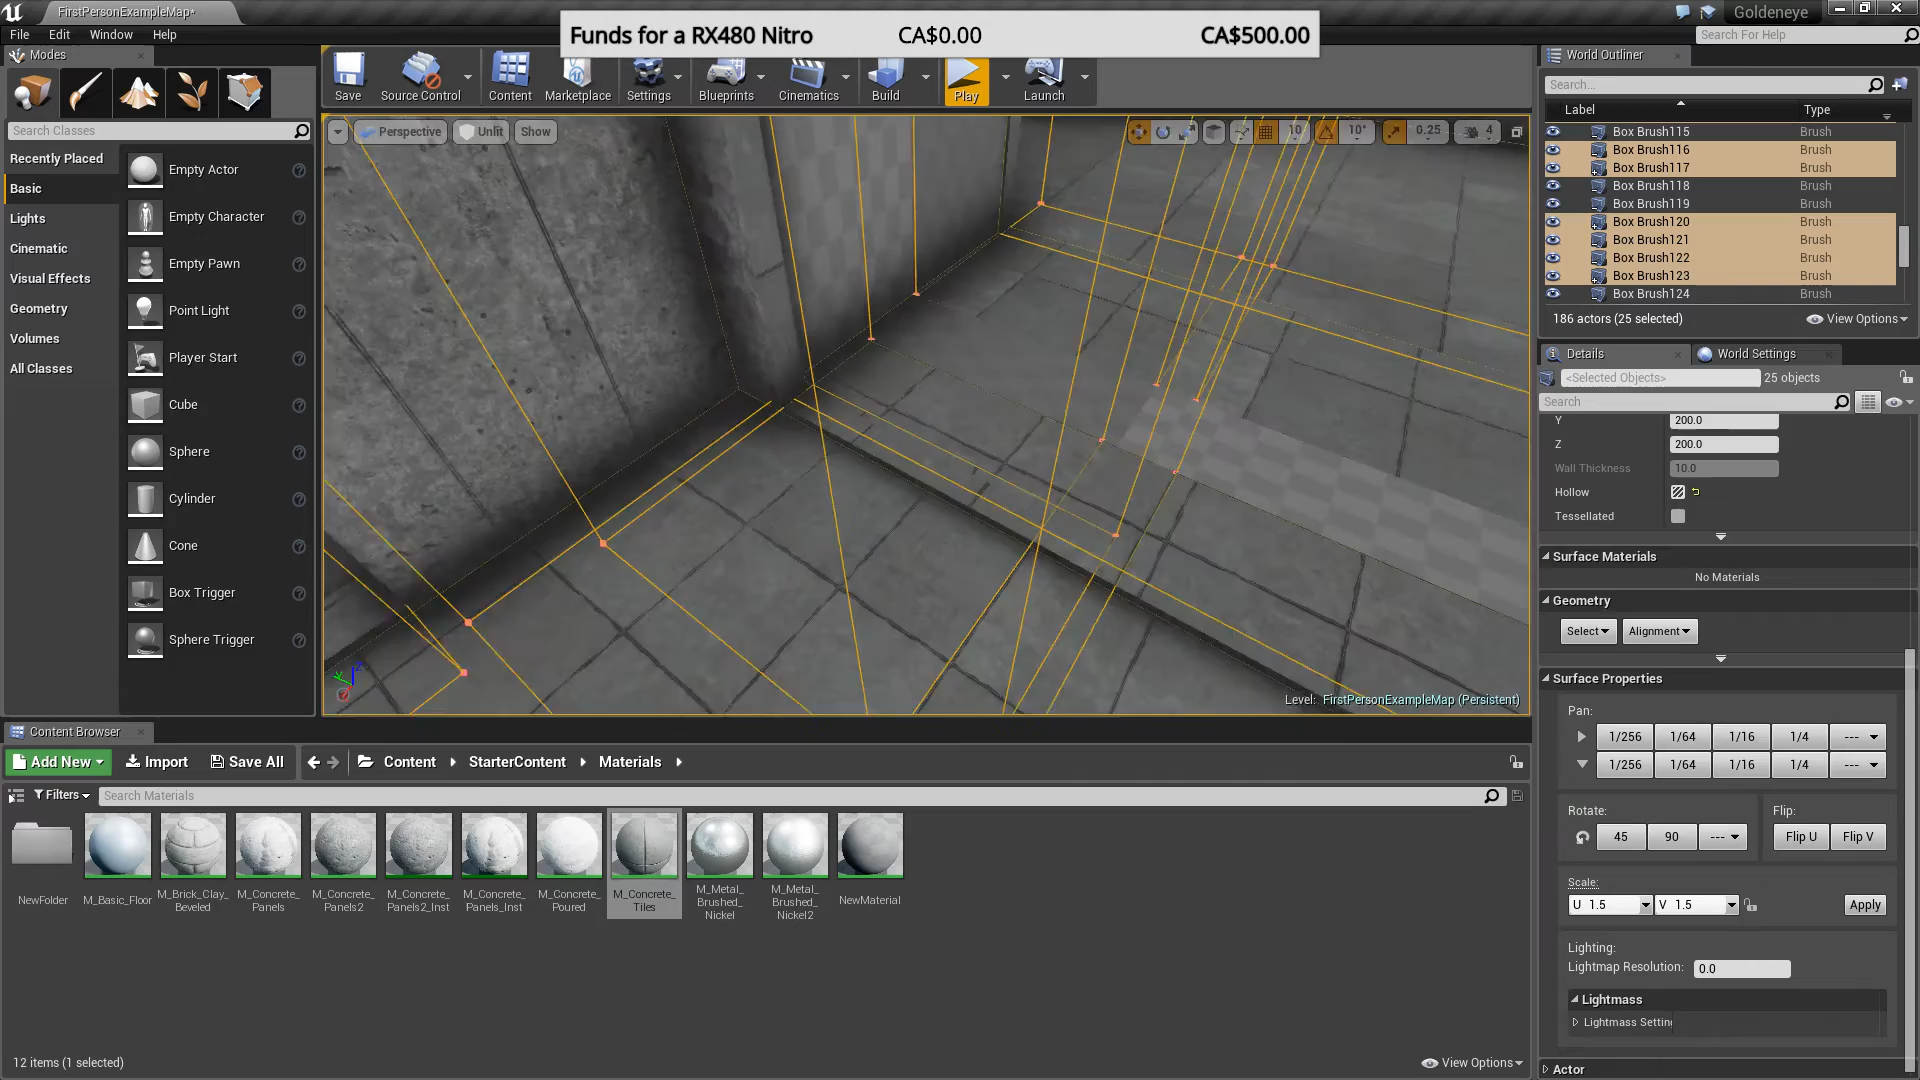 FirstPersonExampleMap*
Goldeneye
File Edit Window Help
Search For Help
Funds for a RX480 Nitro CA$0.00 CA$500.00
Modes
Search Classes
Recently Placed
Basic
Lights
Cinematic
Visual Effects
Geometry
Volumes
All Classes
Empty Actor
Empty Character
Empty Pawn
Point Light
Player Start
Cube
Sphere
Cylinder
Cone
Box Trigger
Sphere Trigger
Save Source Control Content Marketplace Settings Blueprints Cinematics Build Play Launch
Perspective Unlit Show
10 10° 0.25 4
Level: FirstPersonExampleMap (Persistent)
World Outliner
Search...
Label Type
Box Brush115 Brush
Box Brush116 Brush
Box Brush117 Brush
Box Brush118 Brush
Box Brush119 Brush
Box Brush120 Brush
Box Brush121 Brush
Box Brush122 Brush
Box Brush123 Brush
Box Brush124 Brush
186 actors (25 selected) View Options
Details World Settings
<Selected Objects> 25 objects
Search
Y 200.0
Z 200.0
Wall Thickness 10.0
Hollow
Tessellated
Surface Materials
No Materials
Geometry
Select Alignment
Surface Properties
Pan:
1/256 1/64 1/16 1/4 ---
1/256 1/64 1/16 1/4 ---
Rotate: Flip:
45 90 --- Flip U Flip V
Scale:
U 1.5 V 1.5 Apply
Lighting:
Lightmap Resolution: 0.0
Lightmass
Lightmass Settin
Actor
Content Browser
Add New Import Save All Content StarterContent Materials
Filters Search Materials
NewFolder
M_Basic_Floor
M_Brick_Clay_
Beveled
M_Concrete_
Panels
M_Concrete_
Panels2
M_Concrete_
Panels2_Inst
M_Concrete_
Panels_Inst
M_Concrete_
Poured
M_Concrete_
Tiles
M_Metal_
Brushed_
Nickel
M_Metal_
Brushed_
Nickel2
NewMaterial
12 items (1 selected) View Options